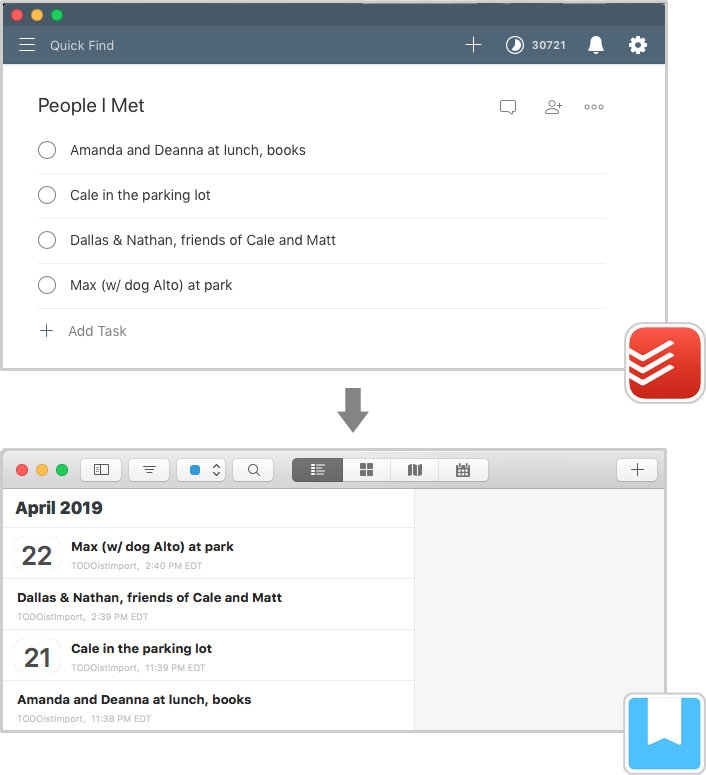 Quick Find
30721
People I Met
Amanda and Deanna at lunch, books
Cale in the parking lot
Dallas & Nathan, friends of Cale and Matt
Max (w/ dog Alto) at park
Add Task
April 2019
22
Max (w/ dog Alto) at park
TODOistImport, 2:40 PM EDT
Dallas & Nathan, friends of Cale and Matt
TODOistImport, 2:39 PM EDT
21
Cale in the parking lot
TODOistImport, 11:39 PM EDT
Amanda and Deanna at lunch, books
TODOistImport, 11:38 PM EDT